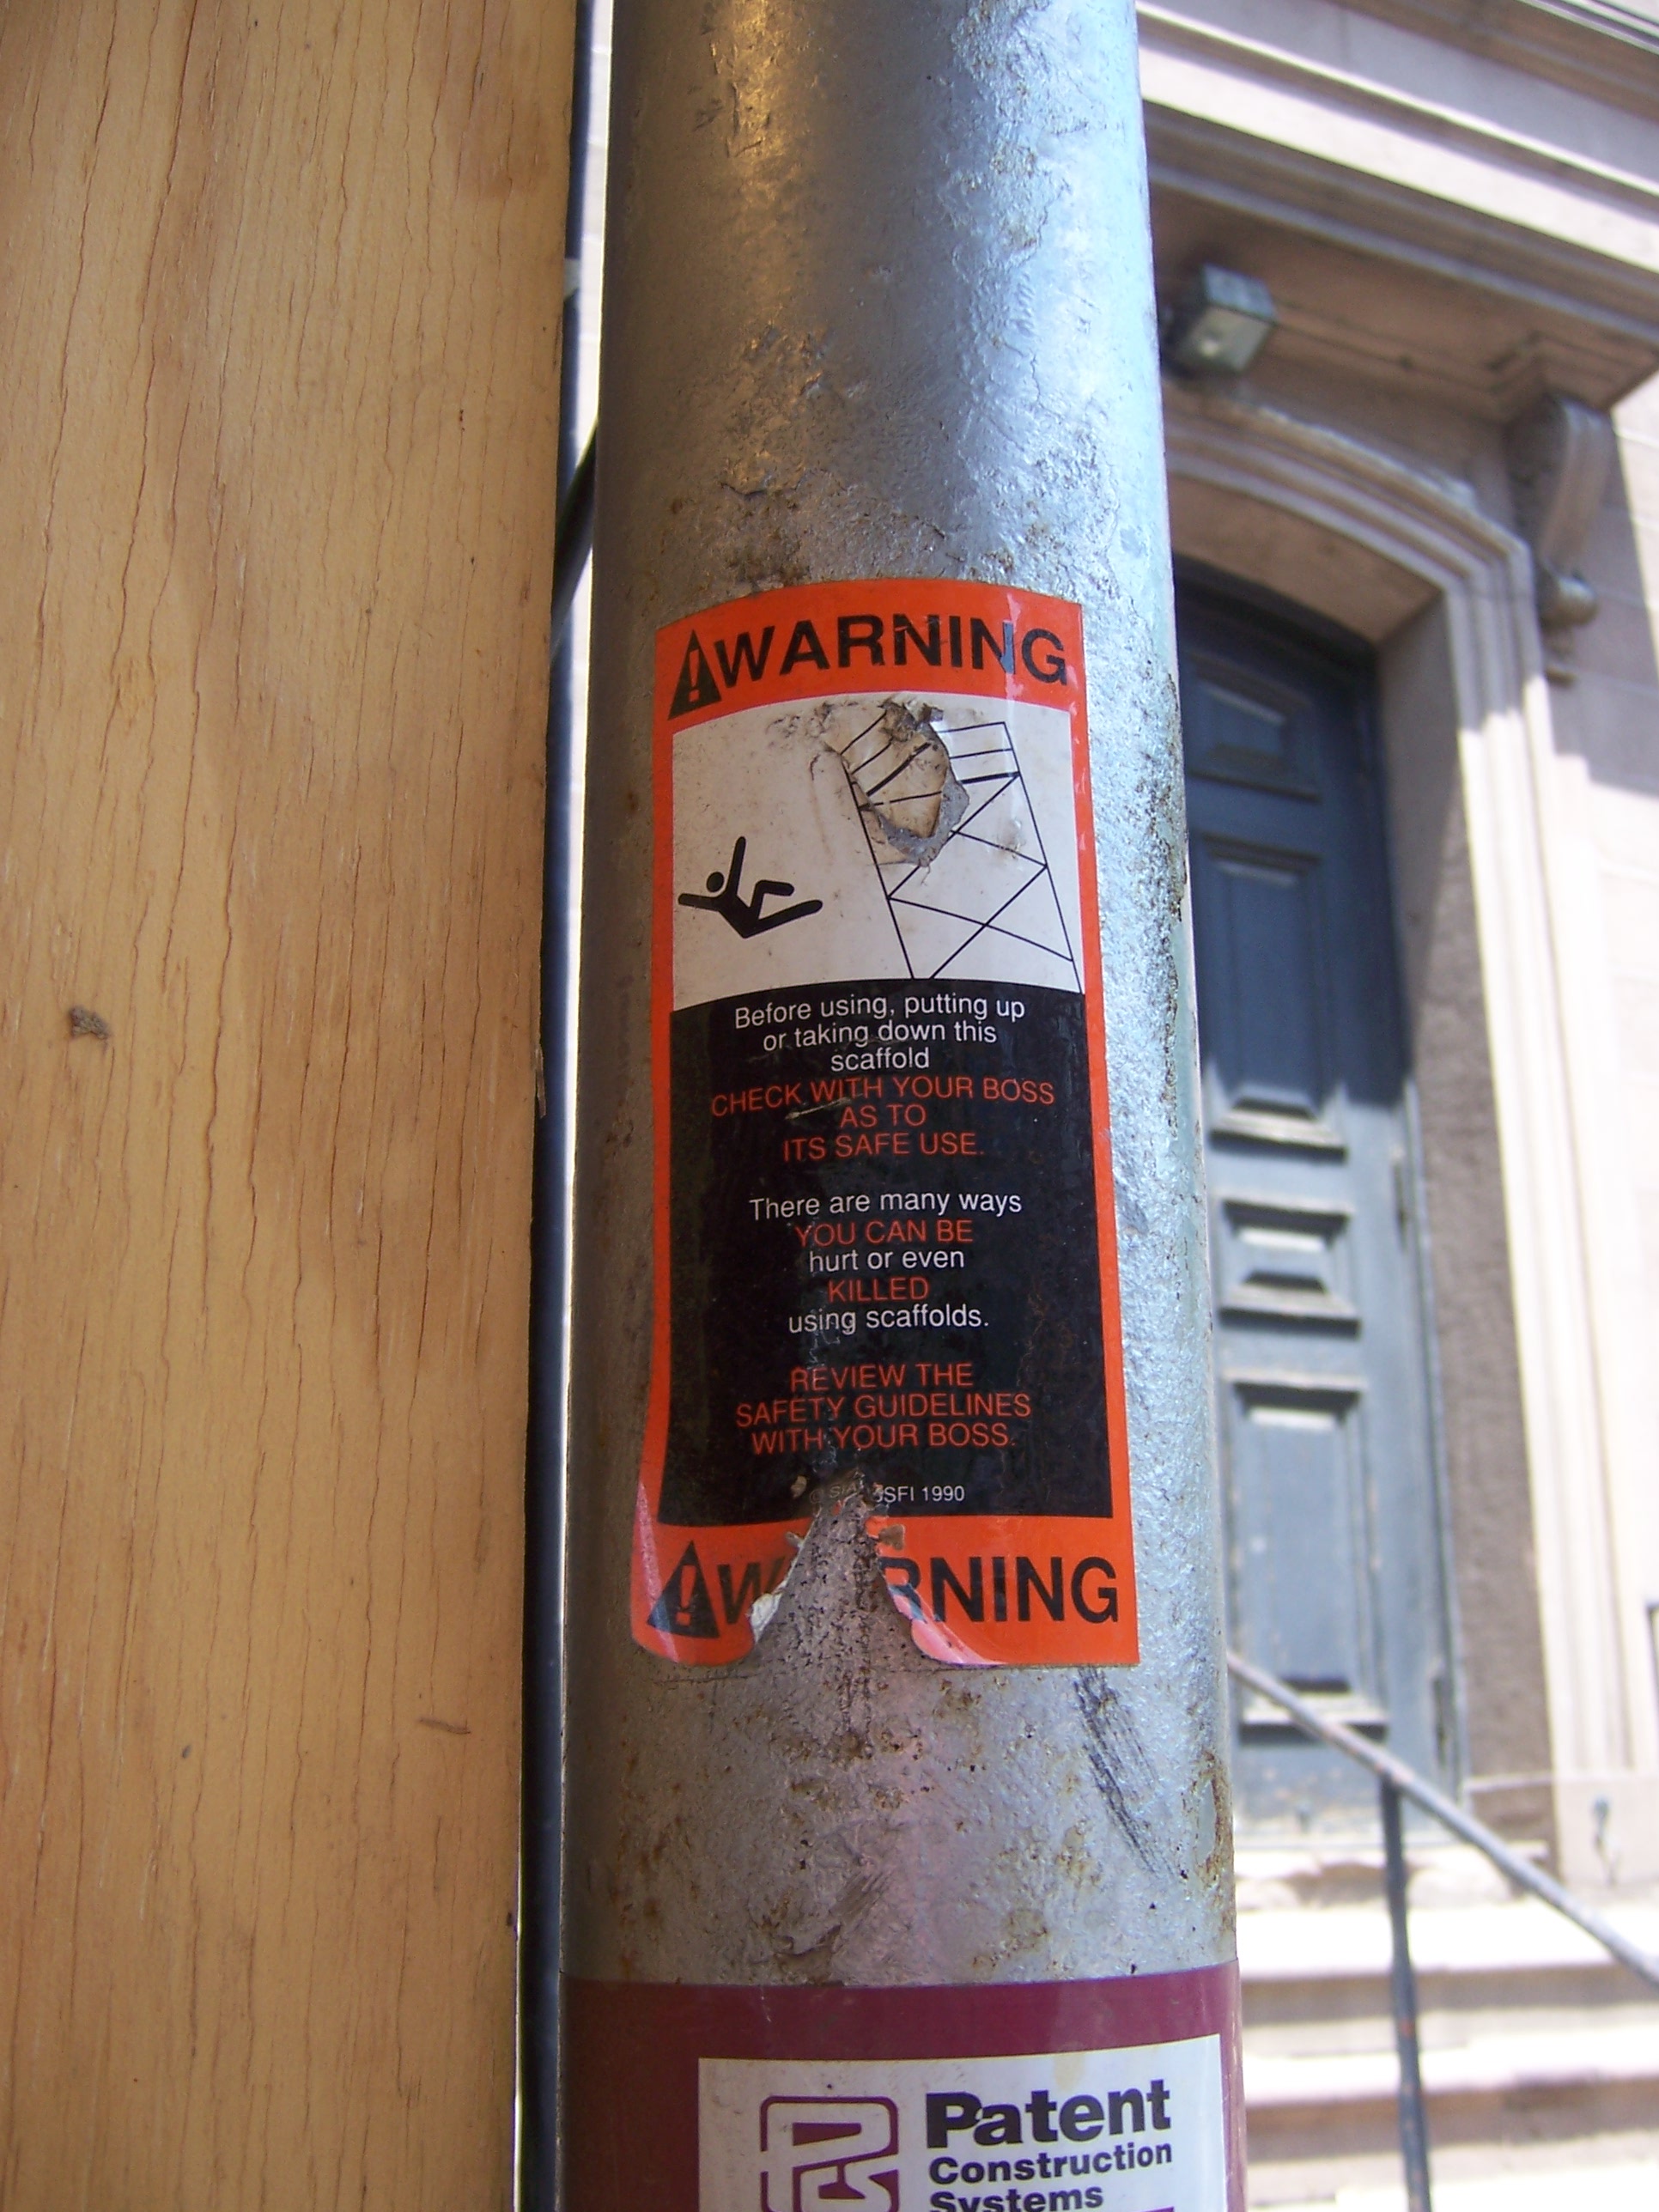 WARNING
Before using, putting up
or taking down this
scaffold
CHECK WITH YOUR BOSS
AS TO
ITS SAFE USE.
There are many ways
YOU CAN BE
hurt or even
KILLED
using scaffolds.
REVIEW THE
SAFETY GUIDELINES
WITH YOUR BOSS.
© SIA SSFI 1990
W RNING
Patent
Construction
Systems